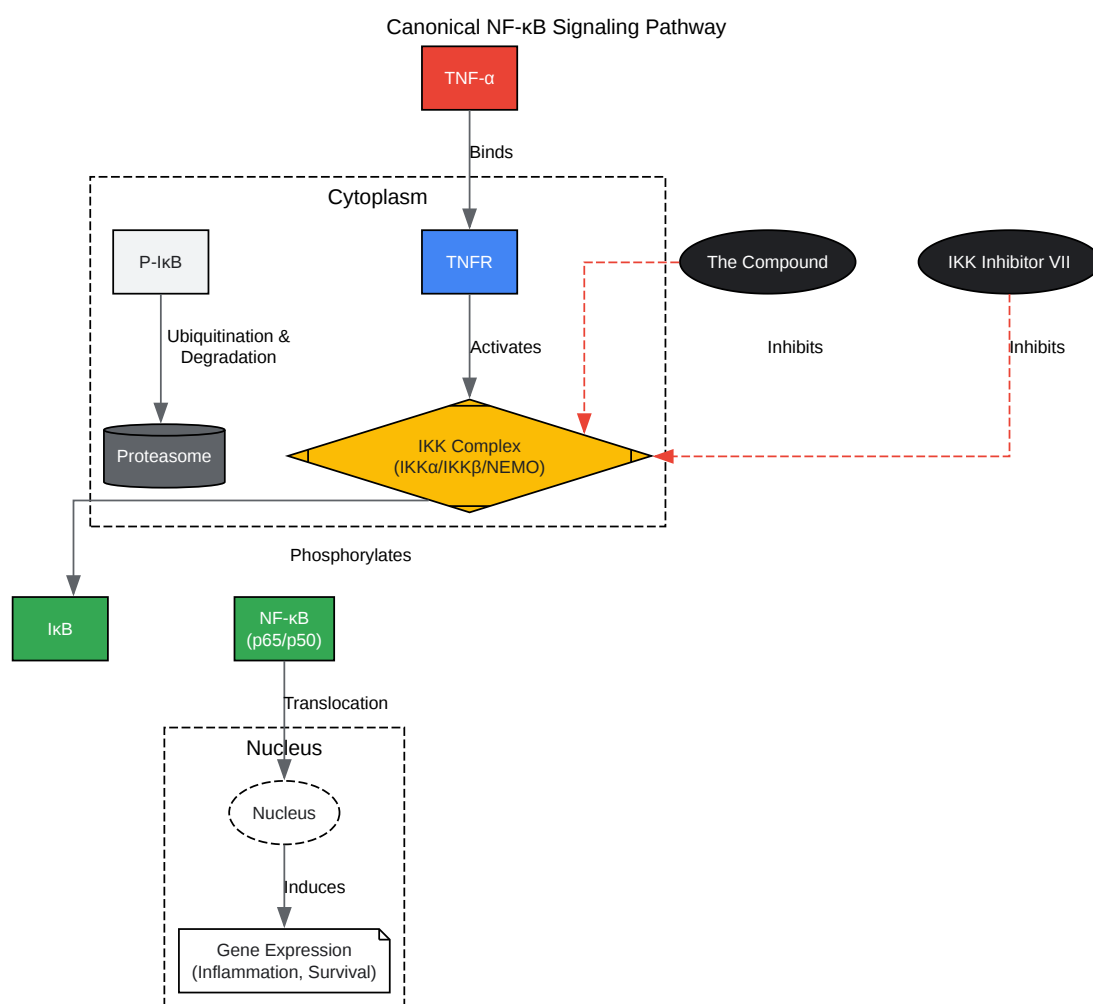 Canonical NF-κB Signaling Pathway
TNF-α
Binds
Cytoplasm
P-IκB
TNFR
The Compound
IKK Inhibitor VII
Ubiquitination &
Degradation
Activates
Inhibits
Inhibits
Proteasome
IKK Complex
(IKKα/IKKβ/NEMO)
Phosphorylates
IκB
NF-κB
(p65/p50)
Translocation
Nucleus
Nucleus
Induces
Gene Expression
(Inflammation, Survival)